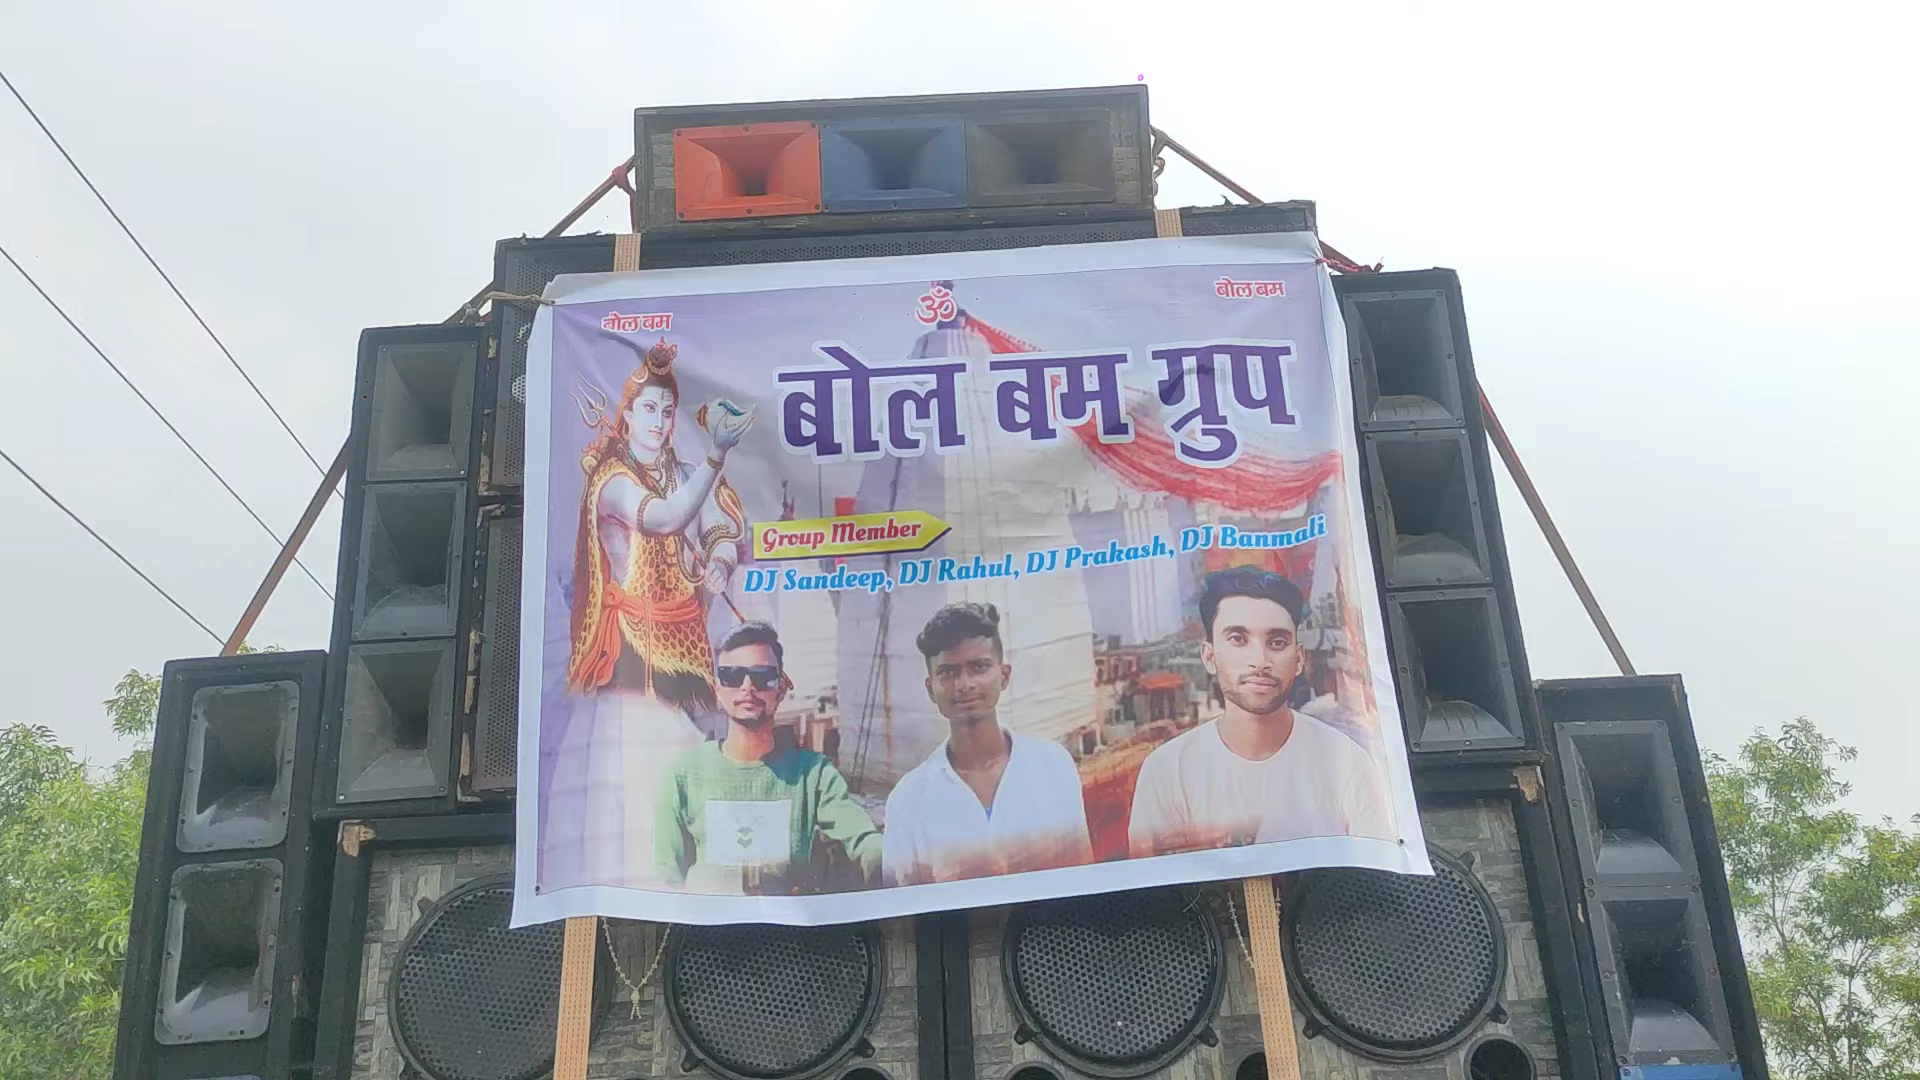 बोल बम
ॐ
बोल बम
बोल बम ग्रुप
Group Member
DJ Sandeep, DJ Rahul, DJ Prakash, DJ Banmali